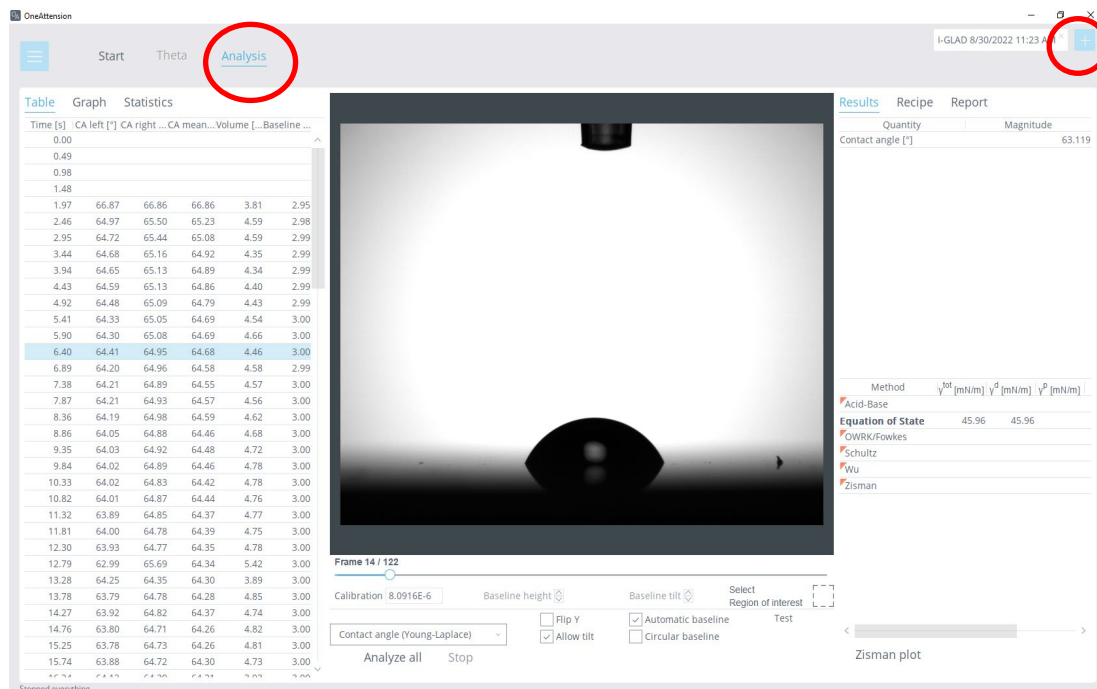 OneAttension
I-GLAD 8/30/2022 11:23 AM
Start Theta Analysis
Table Graph Statistics
Results Recipe Report
Time [s] CA left [°] CA right ... CA mean... Volume [... Baseline ...
0.00
0.49
0.98
1.48
1.97 66.87 66.86 66.86 3.81 2.95
2.46 64.97 65.50 65.23 4.59 2.98
2.95 64.72 65.44 65.08 4.59 2.99
3.44 64.68 65.16 64.92 4.35 2.99
3.94 64.65 65.13 64.89 4.34 2.99
4.43 64.59 65.13 64.86 4.40 2.99
4.92 64.48 65.09 64.79 4.43 2.99
5.41 64.33 65.05 64.69 4.54 3.00
5.90 64.30 65.08 64.69 4.66 3.00
6.40 64.41 64.95 64.68 4.46 3.00
6.89 64.20 64.96 64.58 4.58 2.99
7.38 64.21 64.89 64.55 4.57 3.00
7.87 64.21 64.93 64.57 4.56 3.00
8.36 64.19 64.98 64.59 4.62 3.00
8.86 64.05 64.88 64.46 4.68 3.00
9.35 64.03 64.92 64.48 4.72 3.00
9.84 64.02 64.89 64.46 4.78 3.00
10.33 64.02 64.83 64.42 4.78 3.00
10.82 64.01 64.87 64.44 4.76 3.00
11.32 63.89 64.85 64.37 4.77 3.00
11.81 64.00 64.78 64.39 4.75 3.00
12.30 63.93 64.77 64.35 4.78 3.00
12.79 62.99 65.69 64.34 5.42 3.00
13.28 64.25 64.35 64.30 3.89 3.00
13.78 63.79 64.78 64.28 4.85 3.00
14.27 63.92 64.82 64.37 4.74 3.00
14.76 63.80 64.71 64.26 4.82 3.00
15.25 63.78 64.73 64.26 4.81 3.00
15.74 63.88 64.72 64.30 4.73 3.00
Quantity Magnitude
Contact angle [°] 63.119
Method γtot [mN/m] γd [mN/m] γp [mN/m]
Acid-Base
Equation of State 45.96 45.96
OWRK/Fowkes
Schultz
Wu
Zisman
Frame 14 / 122
Calibration 8.0916E-6 Baseline height Baseline tilt Select
Region of interest
Flip Y Automatic baseline Test
Contact angle (Young-Laplace) Allow tilt Circular baseline
Analyze all Stop
Zisman plot